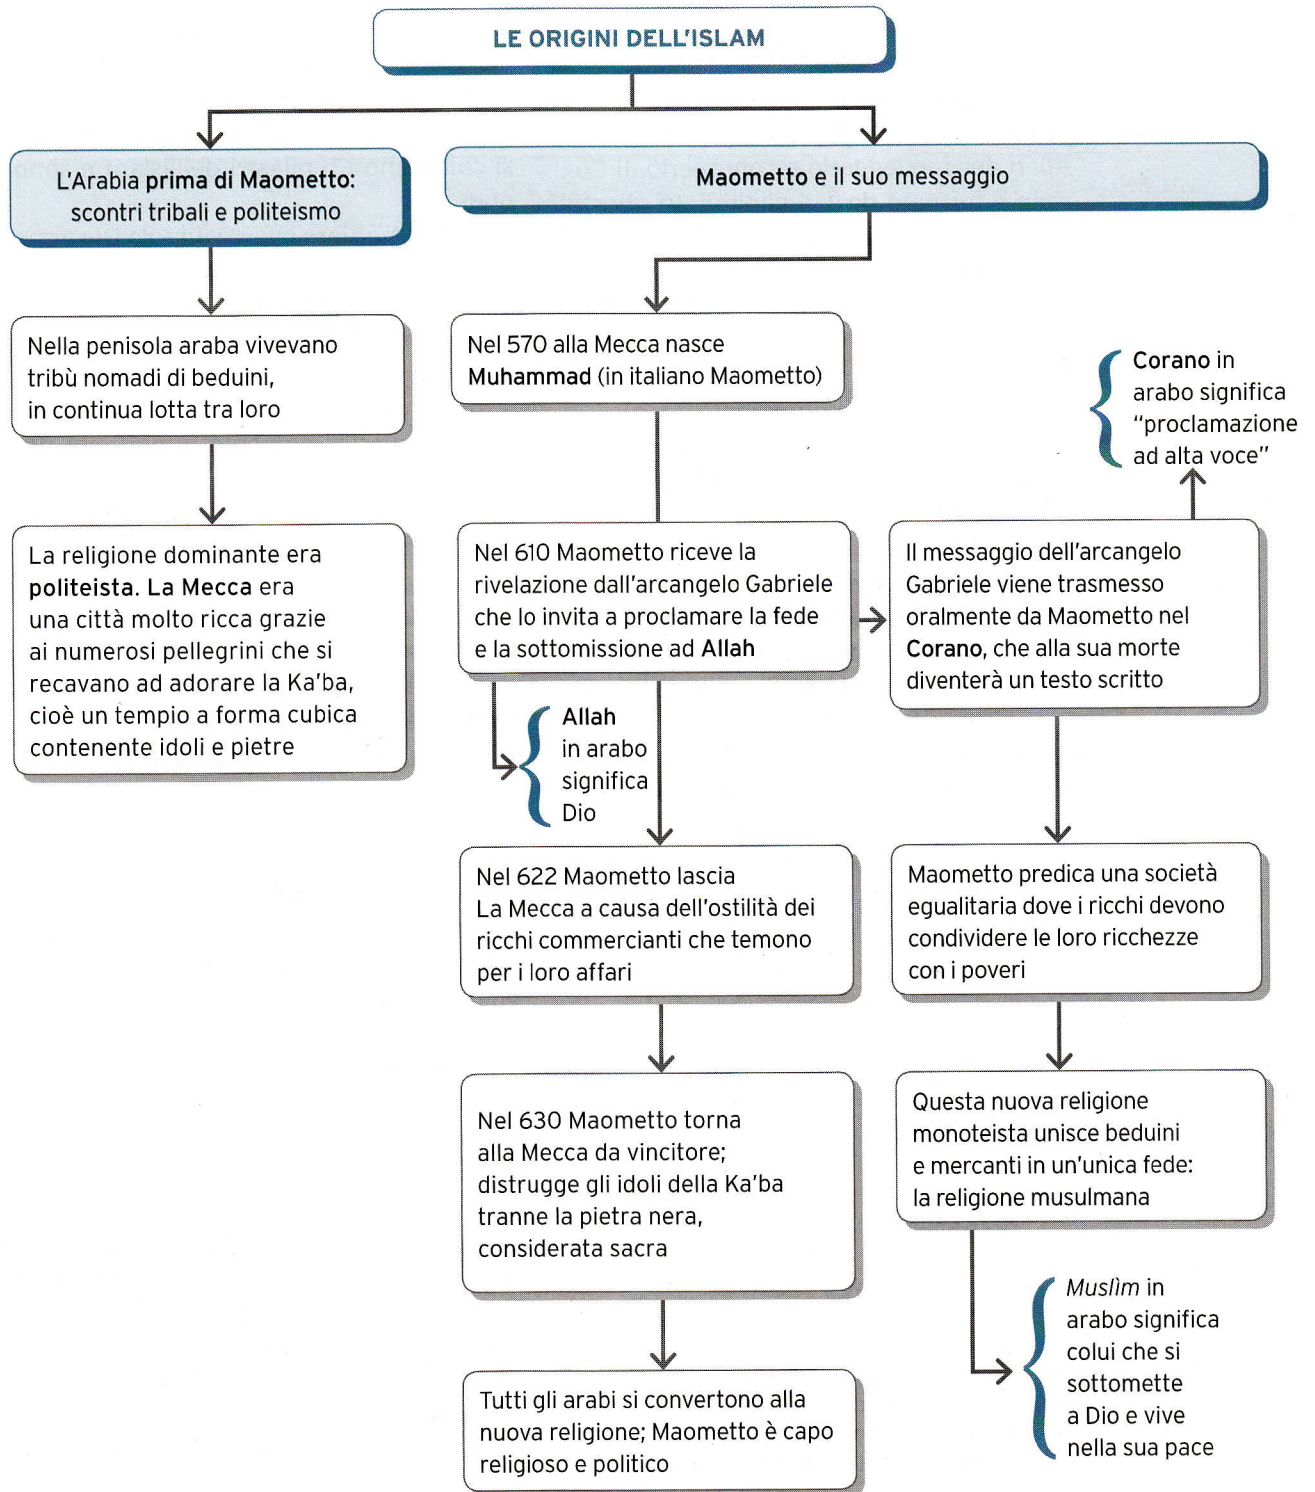 LE ORIGINI DELL'ISLAM
L'Arabia prima di Maometto:
scontri tribali e politeismo
Maometto e il suo messaggio
Nella penisola araba vivevano
tribù nomadi di beduini,
in continua lotta tra loro
La religione dominante era
politeista. La Mecca era
una città molto ricca grazie
ai numerosi pellegrini che si
recavano ad adorare la Ka'ba,
cioè un tempio a forma cubica
contenente idoli e pietre
Nel 570 alla Mecca nasce
Muhammad (in italiano Maometto)
Nel 610 Maometto riceve la
rivelazione dall'arcangelo Gabriele
che lo invita a proclamare la fede
e la sottomissione ad Allah
Allah
in arabo
significa
Dio
Nel 622 Maometto lascia
La Mecca a causa dell'ostilità dei
ricchi commercianti che temono
per i loro affari
Nel 630 Maometto torna
alla Mecca da vincitore;
distrugge gli idoli della Ka'ba
tranne la pietra nera,
considerata sacra
Tutti gli arabi si convertono alla
nuova religione; Maometto è capo
religioso e politico
Corano in
arabo significa
"proclamazione
ad alta voce"
Il messaggio dell'arcangelo
Gabriele viene trasmesso
oralmente da Maometto nel
Corano, che alla sua morte
diventerà un testo scritto
Maometto predica una società
egualitaria dove i ricchi devono
condividere le loro ricchezze
con i poveri
Questa nuova religione
monoteista unisce beduini
e mercanti in un'unica fede:
la religione musulmana
Muslìm in
arabo significa
colui che si
sottomette
a Dio e vive
nella sua pace